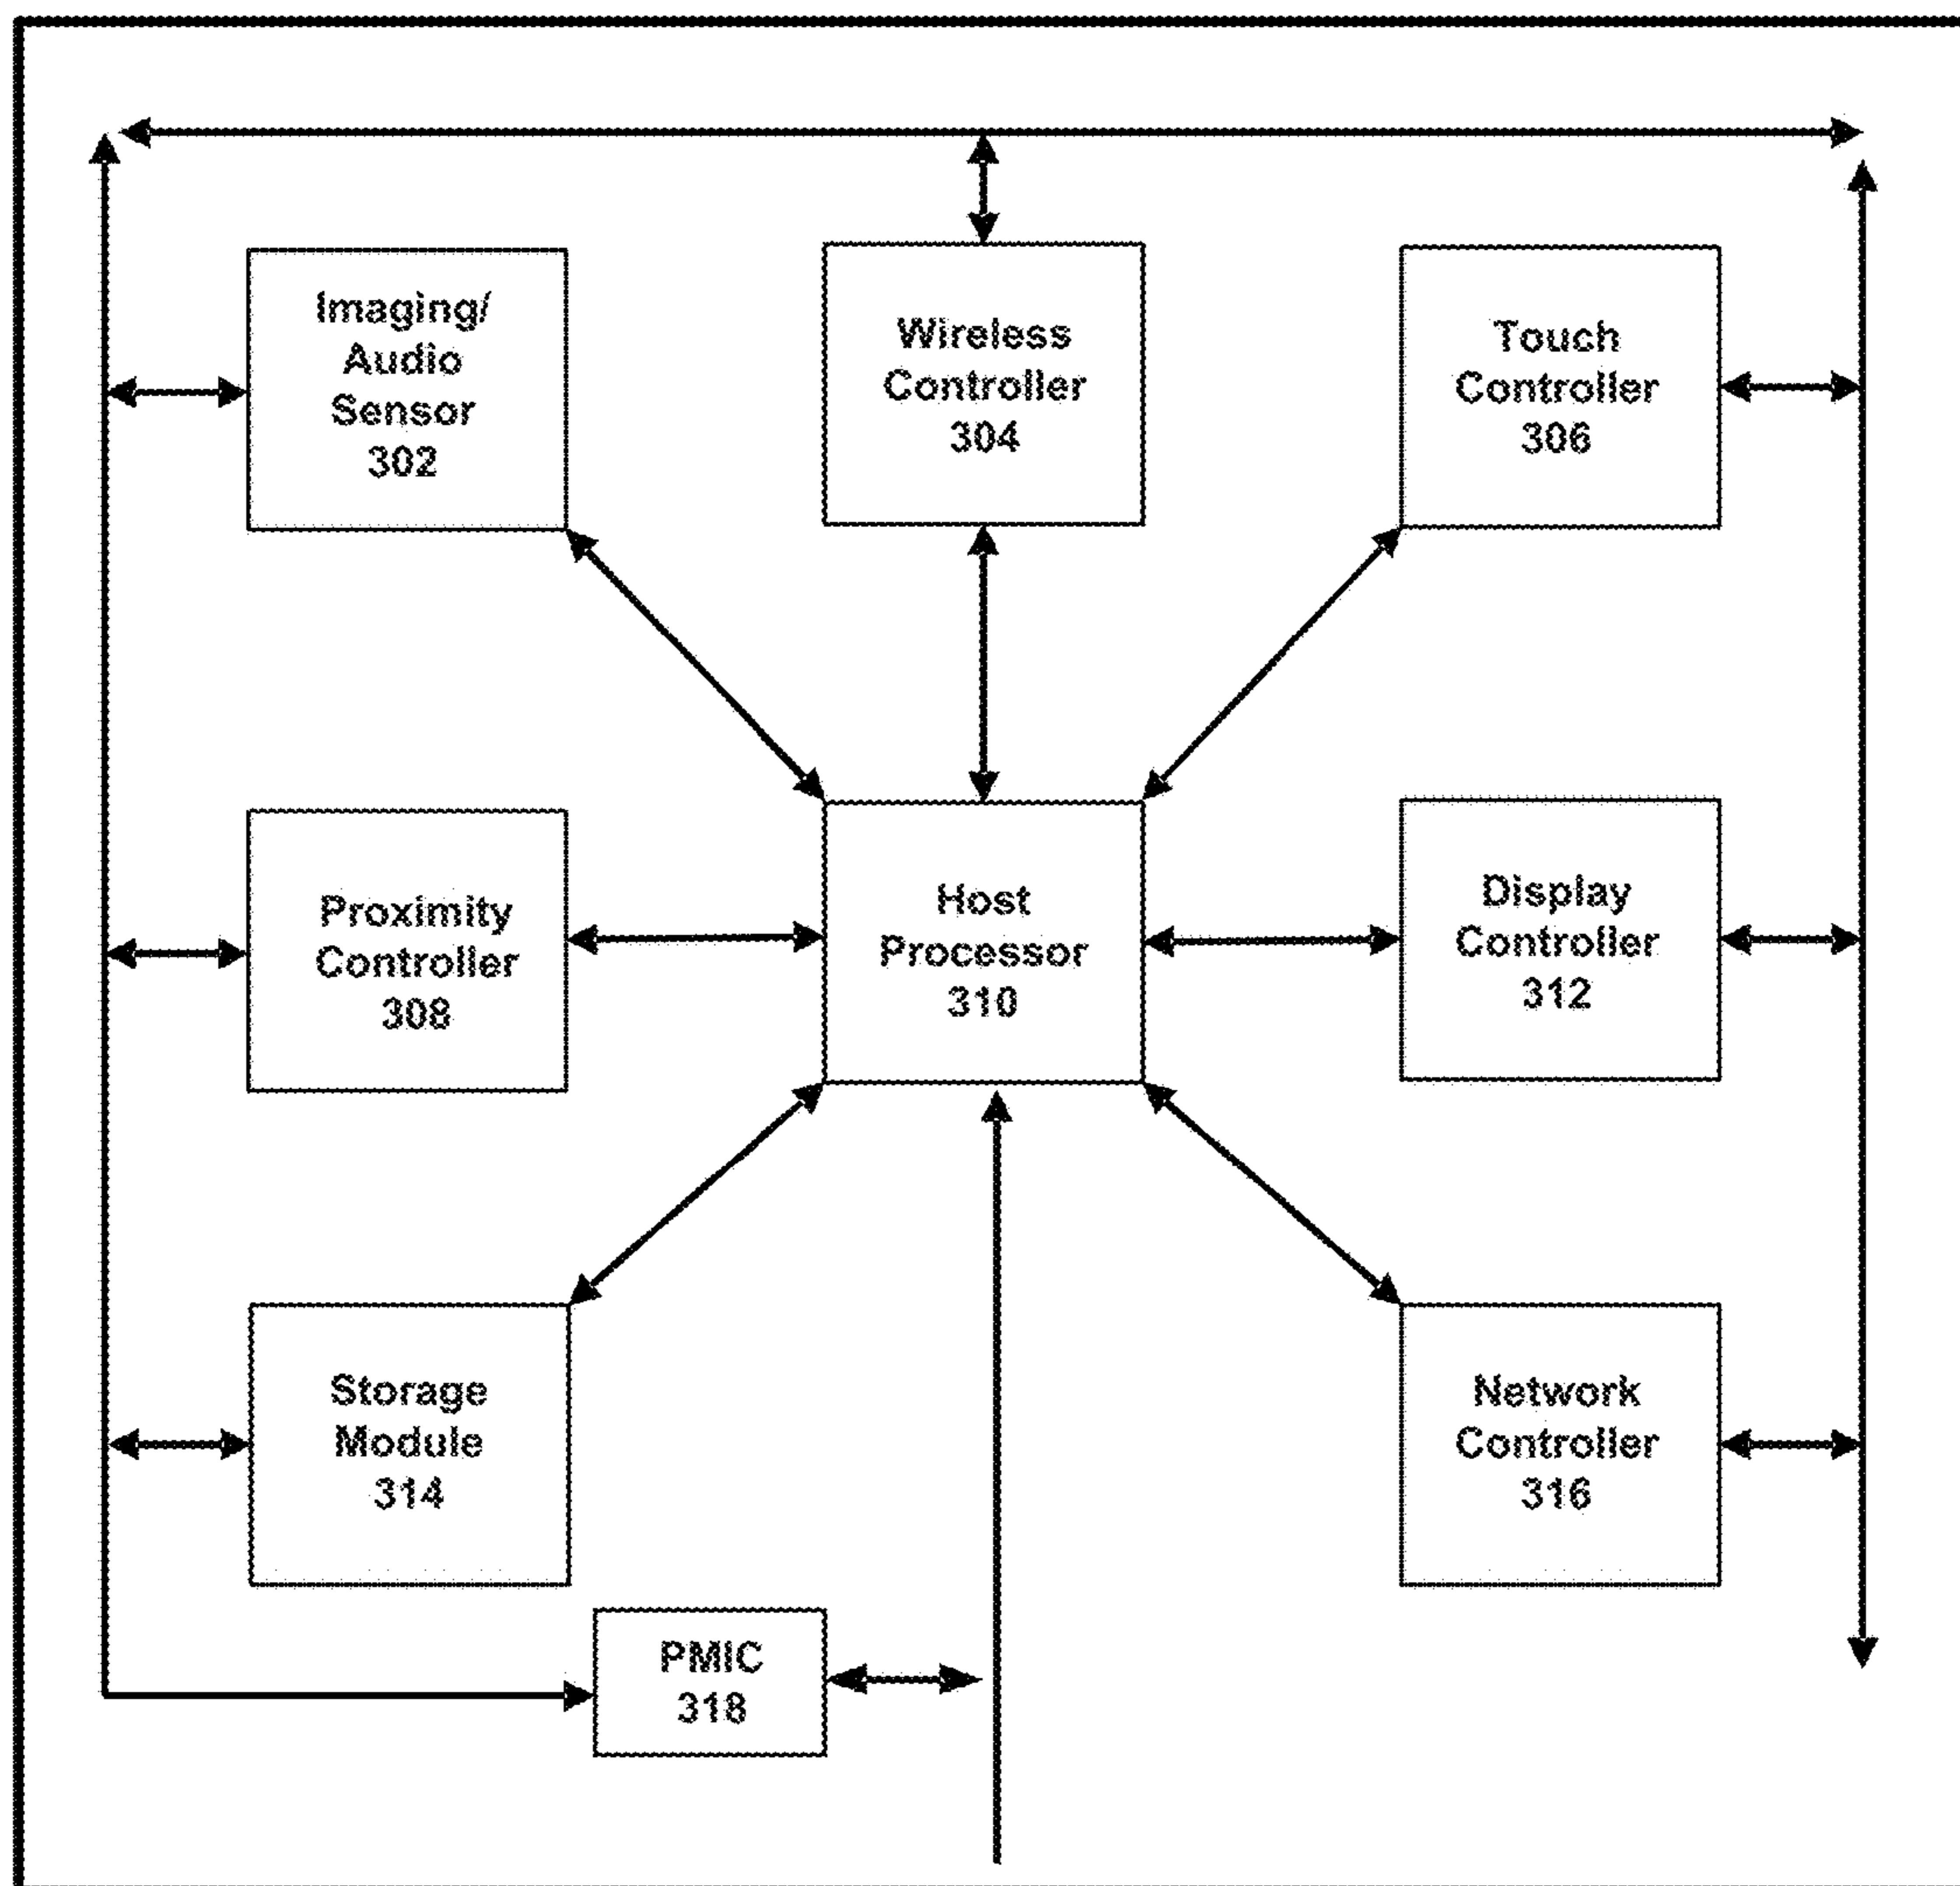 Imaging/
Audio
Sensor
302
Wireless
Controller
304
Touch
Controller
306
Proximity
Controller
308
Host
Processor
310
Display
Controller
312
Storage
Module
314
Network
Controller
316
PMIC
318